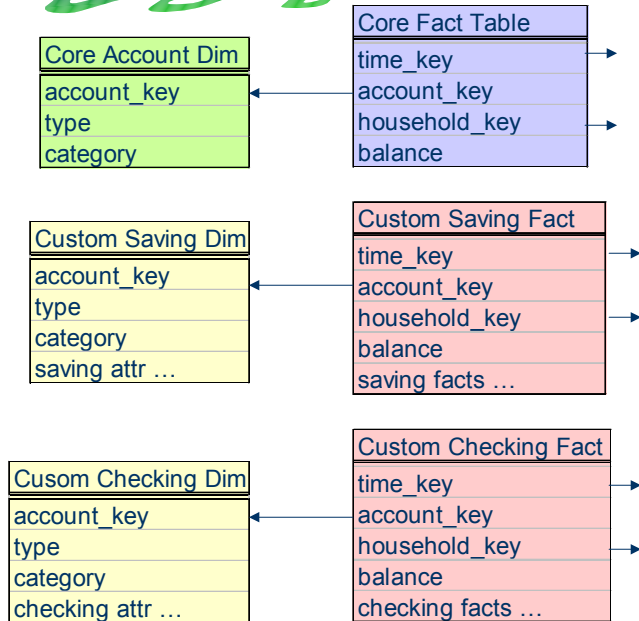 Core Account Dim
account_key
type
category
Core Fact Table
time_key
account_key
household_key
balance
Custom Saving Dim
account_key
type
category
saving attr …
Custom Saving Fact
time_key
account_key
household_key
balance
saving facts …
Cusom Checking Dim
account_key
type
category
checking attr …
Custom Checking Fact
time_key
account_key
household_key
balance
checking facts …